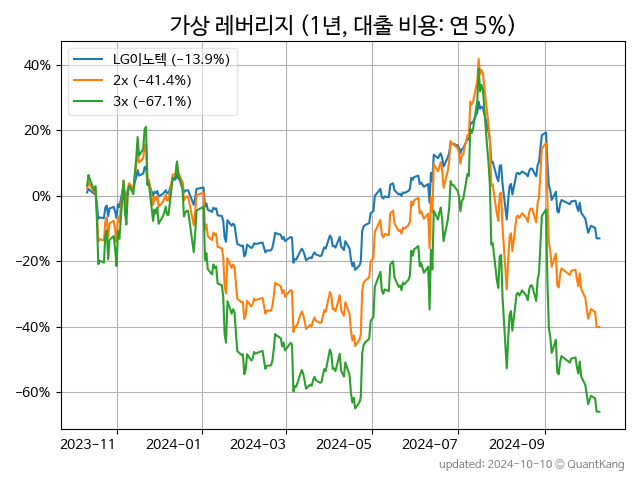 가상 레버리지 (1년, 대출 비용: 연 5%)
LG이노텍 (−13.9%)
2x (−41.4%)
3x (−67.1%)
40%
20%
0%
−20%
−40%
−60%
2023-11 2024-01 2024-03 2024-05 2024-07 2024-09
updated: 2024-10-10 © QuantKang